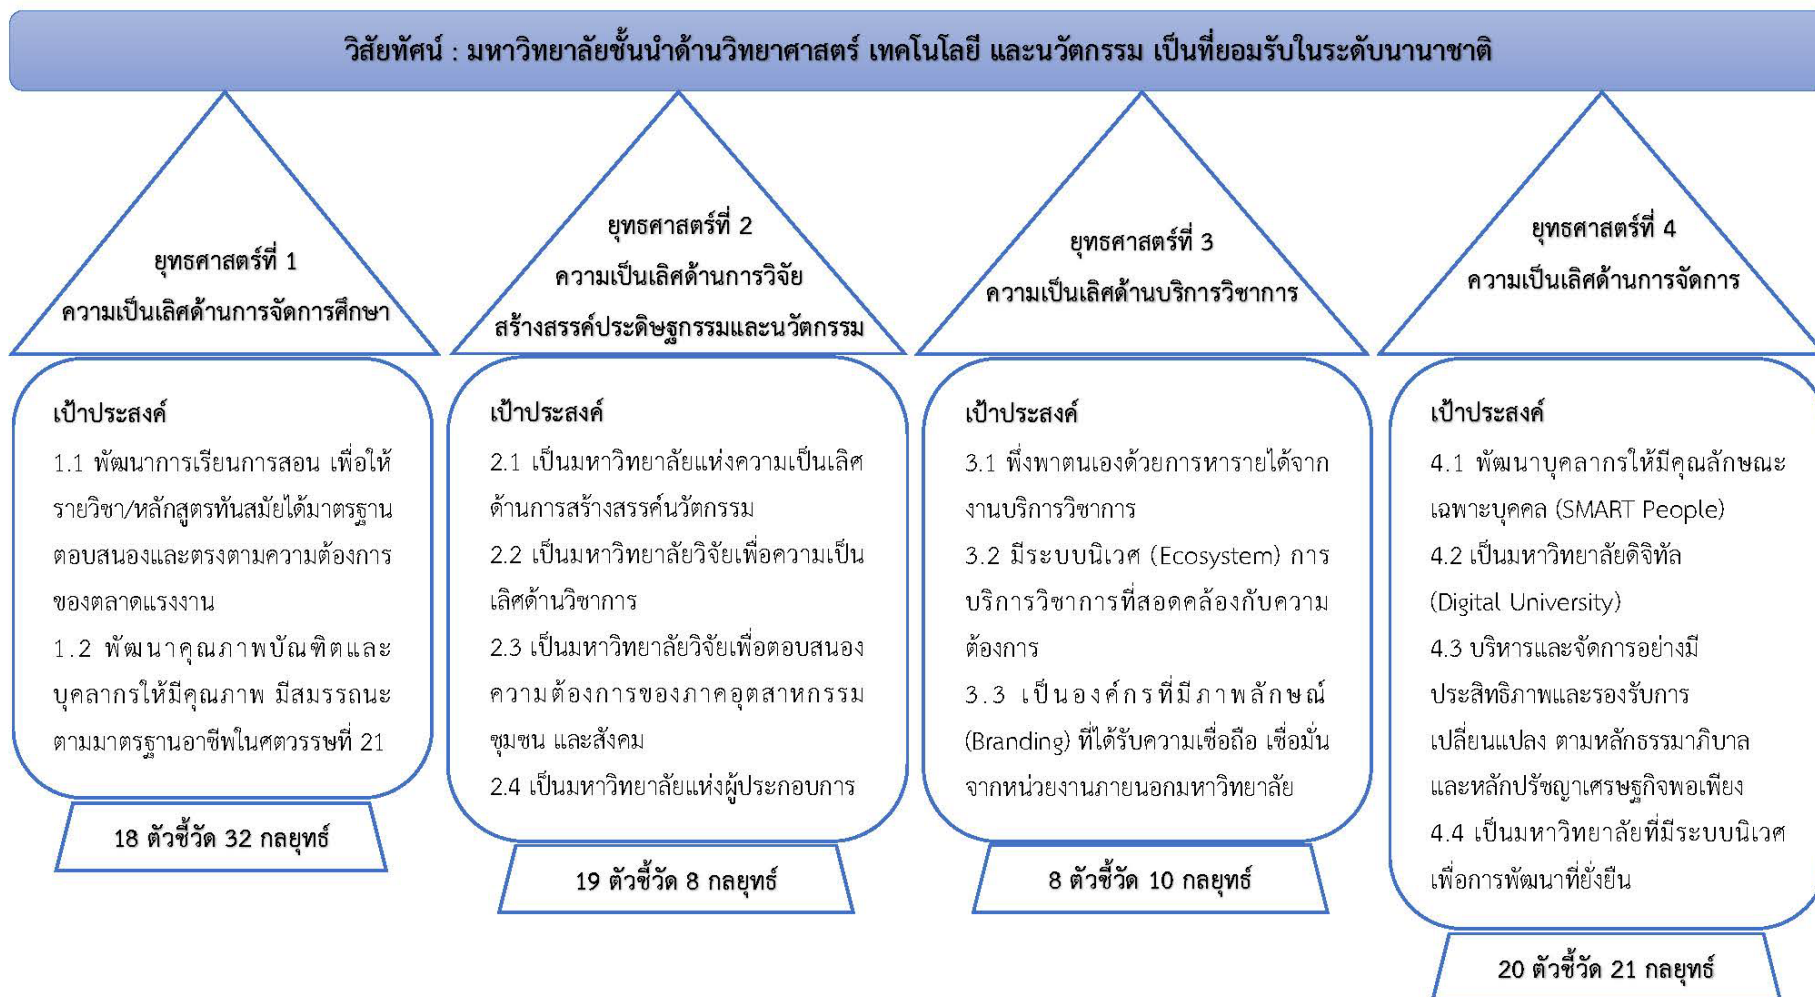 วิสัยทัศน์ : มหาวิทยาลัยชั้นนำด้านวิทยาศาสตร์ เทคโนโลยี และนวัตกรรม เป็นที่ยอมรับในระดับนานาชาติ
ยุทธศาสตร์ที่ 1
ความเป็นเลิศด้านการจัดการศึกษา
เป้าประสงค์
1.1 พัฒนาการเรียนการสอน เพื่อให้
รายวิชา/หลักสูตรทันสมัยได้มาตรฐาน
ตอบสนองและตรงตามความต้องการ
ของตลาดแรงงาน
1.2 พัฒนาคุณภาพบัณฑิตและ
บุคลากรให้มีคุณภาพ มีสมรรถนะ
ตามมาตรฐานอาชีพในศตวรรษที่ 21
18 ตัวชี้วัด 32 กลยุทธ์
ยุทธศาสตร์ที่ 2
ความเป็นเลิศด้านการวิจัย
สร้างสรรค์ประดิษฐกรรมและนวัตกรรม
เป้าประสงค์
2.1 เป็นมหาวิทยาลัยแห่งความเป็นเลิศ
ด้านการสร้างสรรค์นวัตกรรม
2.2 เป็นมหาวิทยาลัยวิจัยเพื่อความเป็น
เลิศด้านวิชาการ
2.3 เป็นมหาวิทยาลัยวิจัยเพื่อตอบสนอง
ความต้องการของภาคอุตสาหกรรม
ชุมชน และสังคม
2.4 เป็นมหาวิทยาลัยแห่งผู้ประกอบการ
19 ตัวชี้วัด 8 กลยุทธ์
ยุทธศาสตร์ที่ 3
ความเป็นเลิศด้านบริการวิชาการ
เป้าประสงค์
3.1 พึ่งพาตนเองด้วยการหารายได้จาก
งานบริการวิชาการ
3.2 มีระบบนิเวศ (Ecosystem) การ
บริการวิชาการที่สอดคล้องกับความ
ต้องการ
3.3 เป็นองค์กรที่มีภาพลักษณ์
(Branding) ที่ได้รับความเชื่อถือ เชื่อมั่น
จากหน่วยงานภายนอกมหาวิทยาลัย
8 ตัวชี้วัด 10 กลยุทธ์
ยุทธศาสตร์ที่ 4
ความเป็นเลิศด้านการจัดการ
เป้าประสงค์
4.1 พัฒนาบุคลากรให้มีคุณลักษณะ
เฉพาะบุคคล (SMART People)
4.2 เป็นมหาวิทยาลัยดิจิทัล
(Digital University)
4.3 บริหารและจัดการอย่างมี
ประสิทธิภาพและรองรับการ
เปลี่ยนแปลง ตามหลักธรรมาภิบาล
และหลักปรัชญาเศรษฐกิจพอเพียง
4.4 เป็นมหาวิทยาลัยที่มีระบบนิเวศ
เพื่อการพัฒนาที่ยั่งยืน
20 ตัวชี้วัด 21 กลยุทธ์